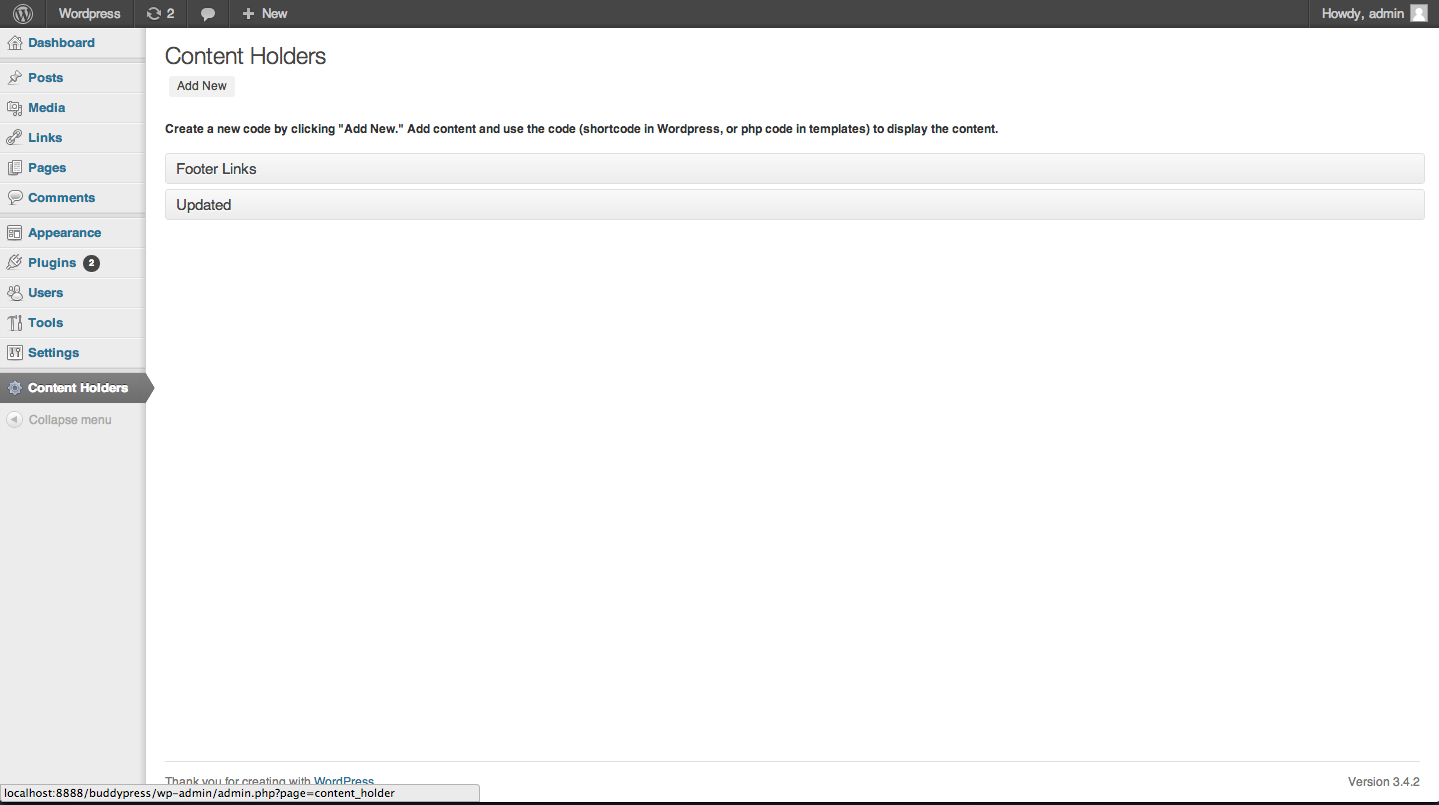 Wordpress 2 New Howdy, admin
Dashboard
Posts
Media
Links
Pages
Comments
Appearance
Plugins 2
Users
Tools
Settings
Content Holders
Collapse menu
Content Holders
Add New
Create a new code by clicking "Add New." Add content and use the code (shortcode in Wordpress, or php code in templates) to display the content.
Footer Links
Updated
Thank you for creating with WordPress
Version 3.4.2
localhost:8888/buddypress/wp-admin/admin.php?page=content_holder